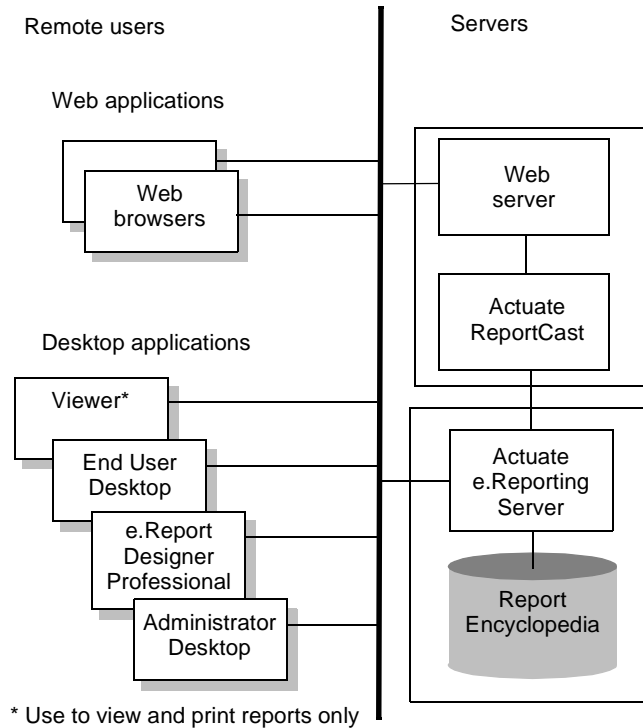 Remote users
Servers
Web applications
Web
browsers
Web
server
Actuate
ReportCast
Desktop applications
Viewer*
End User
Desktop
e.Report
Designer
Professional
Administrator
Desktop
Actuate
e.Reporting
Server
Report
Encyclopedia
* Use to view and print reports only